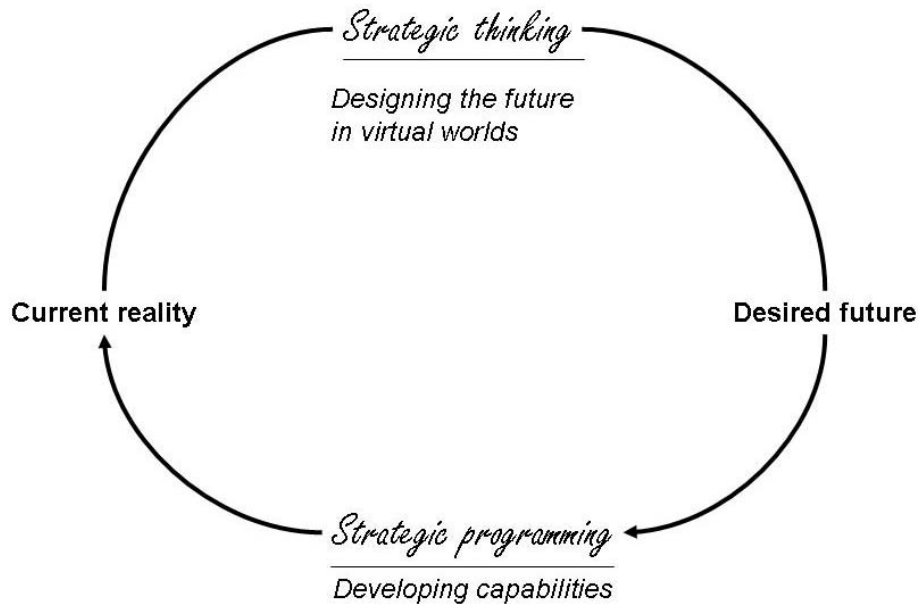 Strategic thinking
Designing the future
in virtual worlds
Current reality
Desired future
Strategic programming
Developing capabilities